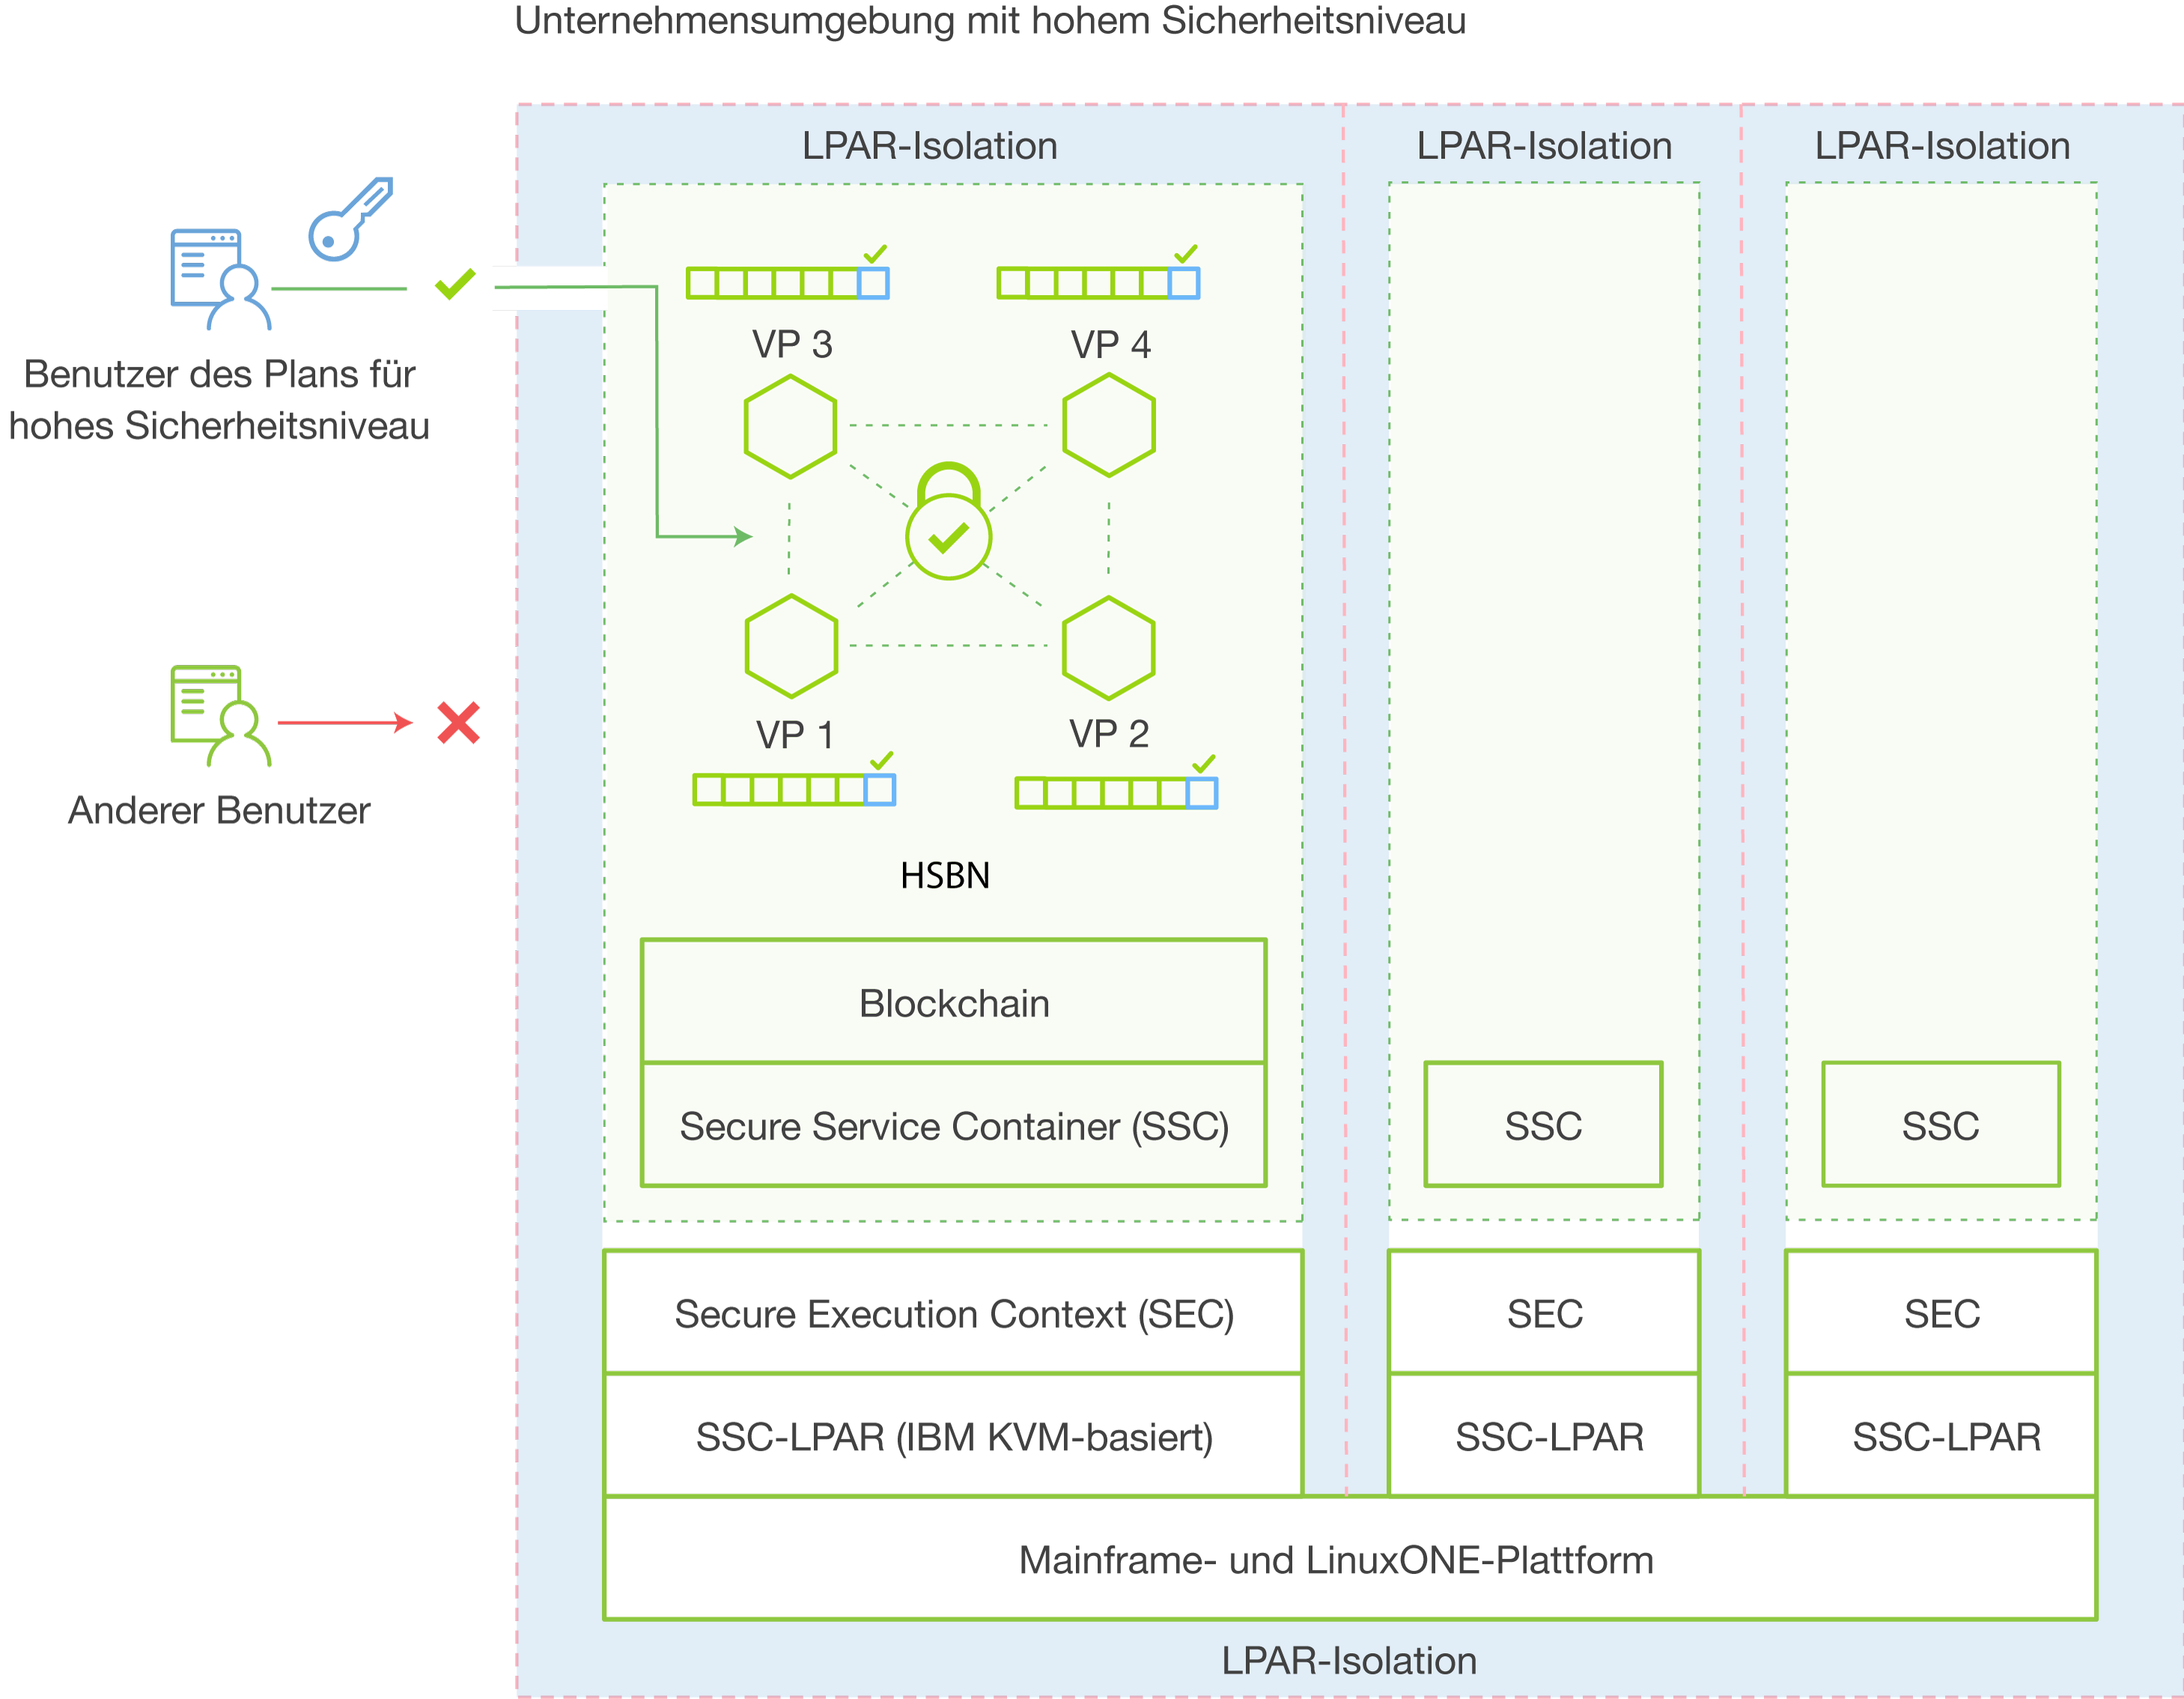 Unternehmensumgebung mit hohem Sicherheitsniveau
LPAR-Isolation
LPAR-Isolation
LPAR-Isolation
Benutzer des Plans für
hohes Sicherheitsniveau
VP 3
VP 4
Anderer Benutzer
VP 1
VP 2
HSBN
Blockchain
Secure Service Container (SSC)
SSC
SSC
Secure Execution Context (SEC)
SEC
SEC
SSC-LPAR (IBM KVM-basiert)
SSC-LPAR
SSC-LPAR
Mainframe- und LinuxONE-Plattform
LPAR-Isolation